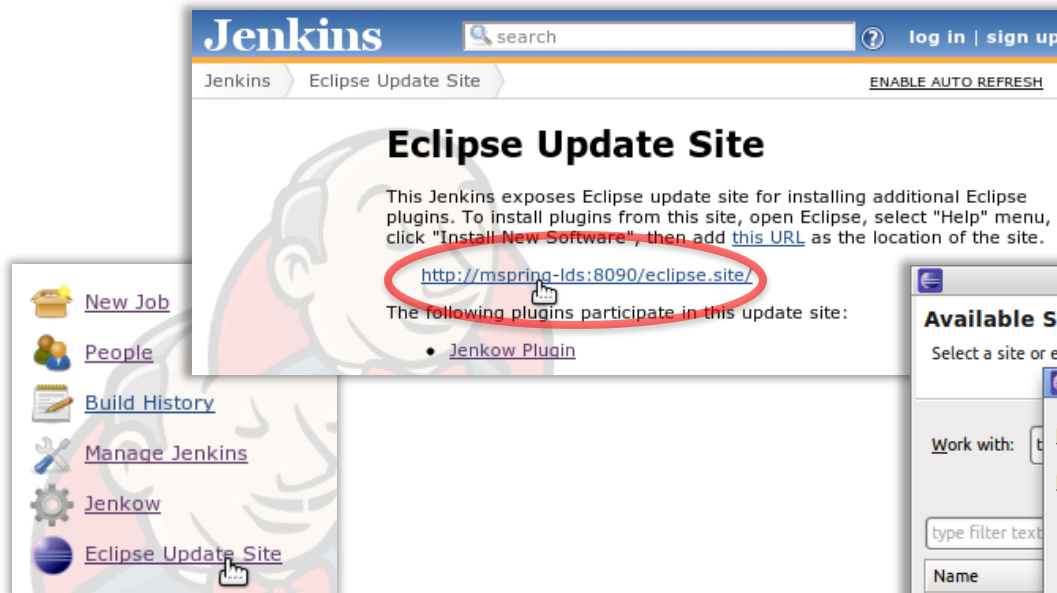 Jenkins
search
log in | sign up
Jenkins
Eclipse Update Site
ENABLE AUTO REFRESH
Eclipse Update Site
This Jenkins exposes Eclipse update site for installing additional Eclipse
plugins. To install plugins from this site, open Eclipse, select "Help" menu,
click "Install New Software", then add this URL as the location of the site.
http://mspring-lds:8090/eclipse.site/
The following plugins participate in this update site:
• Jenkow Plugin
New Job
People
Build History
Manage Jenkins
Jenkow
Eclipse Update Site
Available S
Select a site or e
Work with:
type filter text
Name